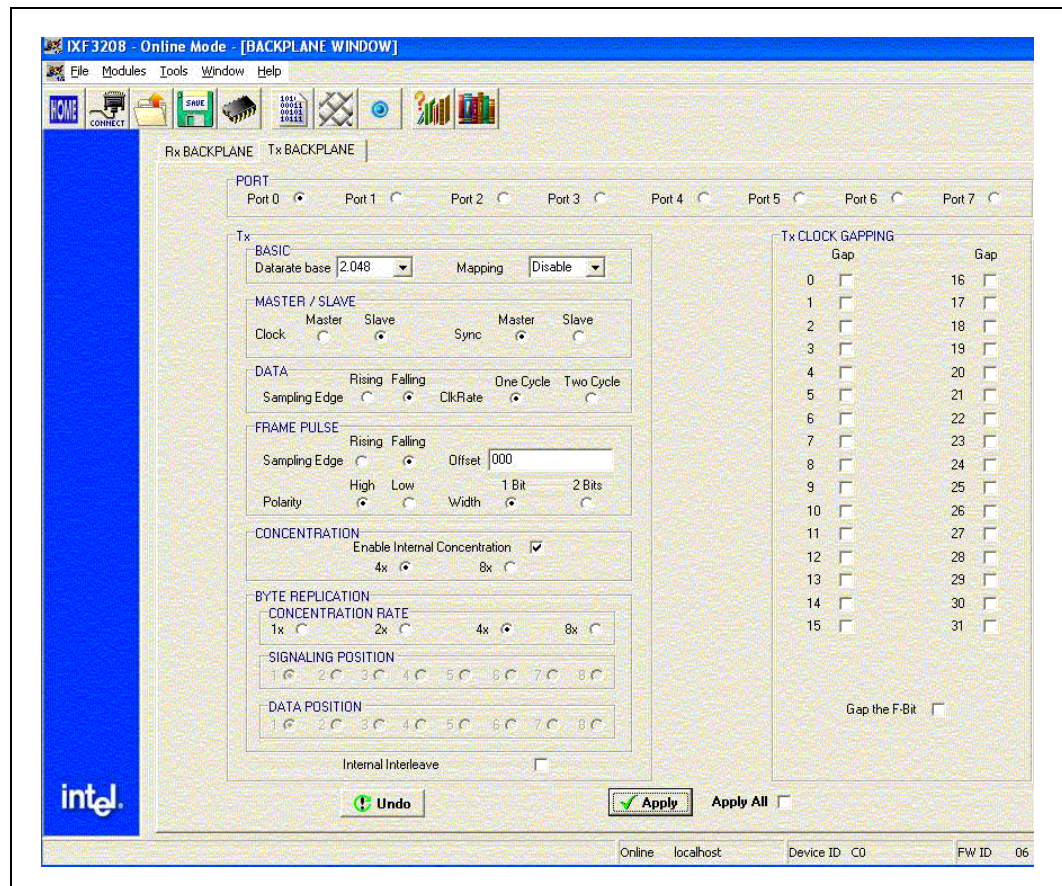 IXF3208 - Online Mode - [BACKPLANE WINDOW]
File Modules Tools Window Help
HOME CONNECT SAVE
Rx BACKPLANE Tx BACKPLANE
PORT
Port 0 Port 1 Port 2 Port 3 Port 4 Port 5 Port 6 Port 7
Tx
BASIC
Datarate base 2.048 Mapping Disable
MASTER / SLAVE
Master Slave Master Slave
Clock Sync
DATA
Rising Falling One Cycle Two Cycle
Sampling Edge ClkRate
FRAME PULSE
Rising Falling
Sampling Edge Offset 000
High Low 1 Bit 2 Bits
Polarity Width
CONCENTRATION
Enable Internal Concentration
4x 8x
BYTE REPLICATION
CONCENTRATION RATE
1x 2x 4x 8x
SIGNALING POSITION
1 2 3 4 5 6 7 8
DATA POSITION
1 2 3 4 5 6 7 8
Internal Interleave
Tx CLOCK GAPPING
Gap Gap
0 16
1 17
2 18
3 19
4 20
5 21
6 22
7 23
8 24
9 25
10 26
11 27
12 28
13 29
14 30
15 31
Gap the F-Bit
intel.
Undo Apply Apply All
Online localhost Device ID C0 FW ID 06